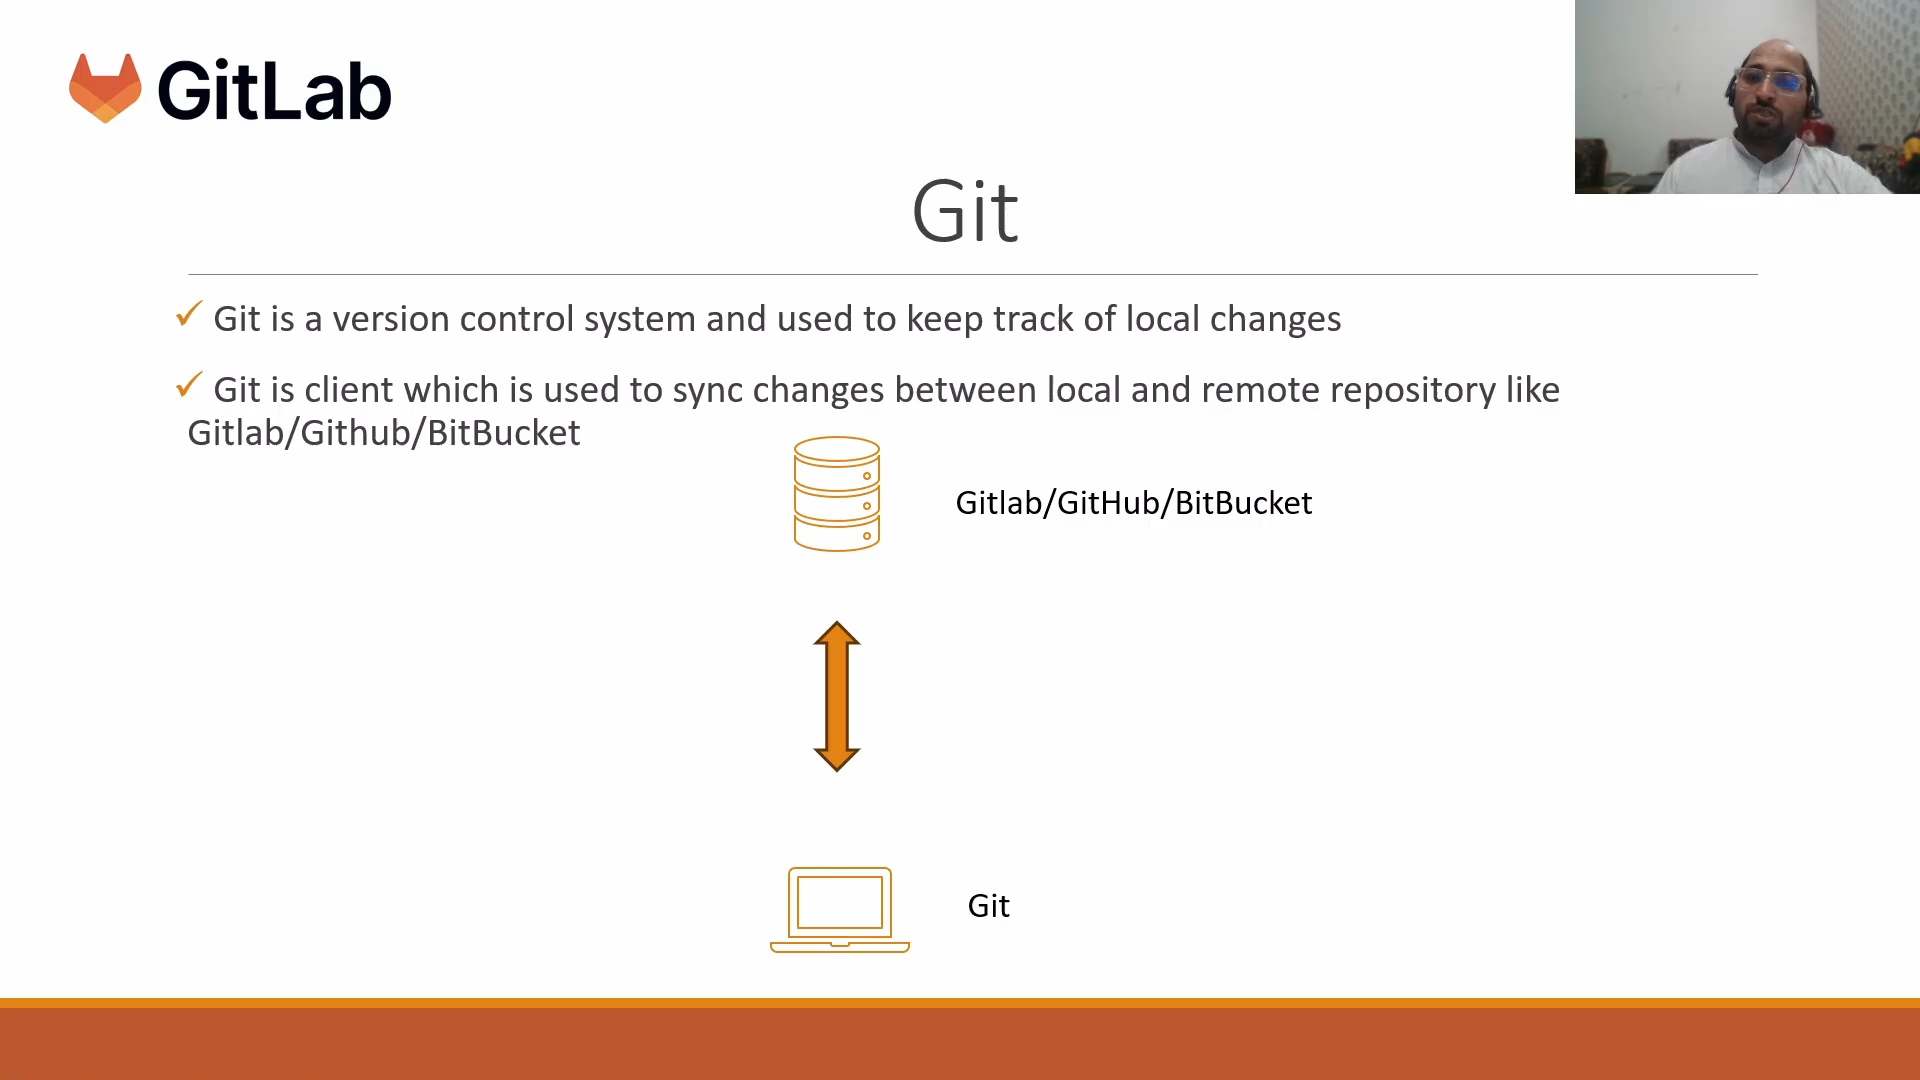 GitLab
Git
Git is a version control system and used to keep track of local changes
Git is client which is used to sync changes between local and remote repository like
Gitlab/Github/BitBucket
Gitlab/GitHub/BitBucket
Git